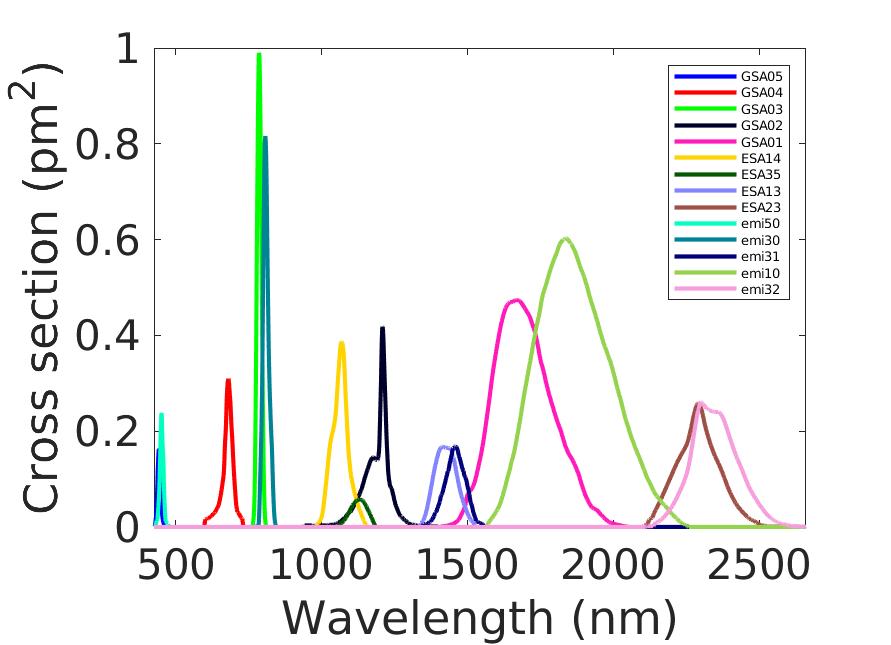 1
0.8
0.6
0.4
0.2
0
Cross section (pm²)
500 1000 1500 2000 2500
Wavelength (nm)
GSA05
GSA04
GSA03
GSA02
GSA01
ESA14
ESA35
ESA13
ESA23
emi50
emi30
emi31
emi10
emi32